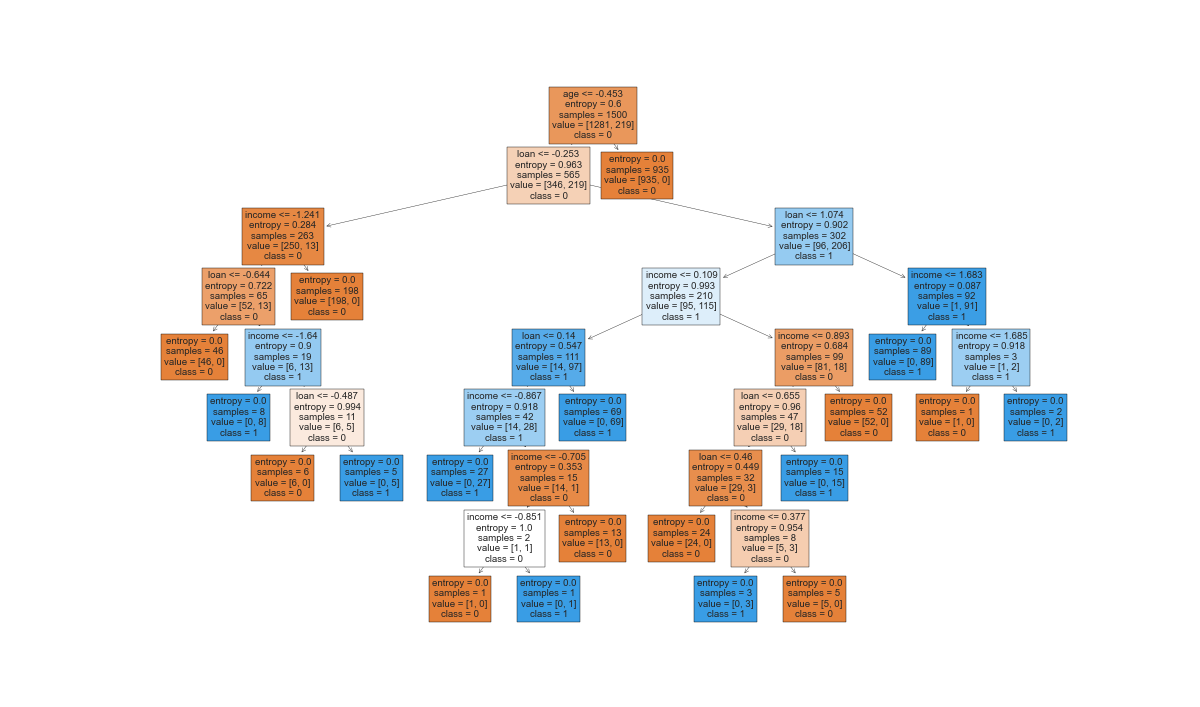 age <= -0.453
entropy = 0.6
samples = 1500
value = [1281, 219]
class = 0
loan <= -0.253
entropy = 0.963
samples = 565
value = [346, 219]
class = 0
entropy = 0.0
samples = 935
value = [935, 0]
class = 0
income <= -1.241
entropy = 0.284
samples = 263
value = [250, 13]
class = 0
loan <= 1.074
entropy = 0.902
samples = 302
value = [96, 206]
class = 1
loan <= -0.644
entropy = 0.722
samples = 65
value = [52, 13]
class = 0
entropy = 0.0
samples = 198
value = [198, 0]
class = 0
income <= 0.109
entropy = 0.993
samples = 210
value = [95, 115]
class = 1
income <= 1.683
entropy = 0.087
samples = 92
value = [1, 91]
class = 1
entropy = 0.0
samples = 46
value = [46, 0]
class = 0
income <= -1.64
entropy = 0.9
samples = 19
value = [6, 13]
class = 1
loan <= 0.14
entropy = 0.547
samples = 111
value = [14, 97]
class = 1
income <= 0.893
entropy = 0.684
samples = 99
value = [81, 18]
class = 0
entropy = 0.0
samples = 89
value = [0, 89]
class = 1
income <= 1.685
entropy = 0.918
samples = 3
value = [1, 2]
class = 1
entropy = 0.0
samples = 8
value = [0, 8]
class = 1
loan <= -0.487
entropy = 0.994
samples = 11
value = [6, 5]
class = 0
income <= -0.867
entropy = 0.918
samples = 42
value = [14, 28]
class = 1
entropy = 0.0
samples = 69
value = [0, 69]
class = 1
loan <= 0.655
entropy = 0.96
samples = 47
value = [29, 18]
class = 0
entropy = 0.0
samples = 52
value = [52, 0]
class = 0
entropy = 0.0
samples = 1
value = [1, 0]
class = 0
entropy = 0.0
samples = 2
value = [0, 2]
class = 1
entropy = 0.0
samples = 6
value = [6, 0]
class = 0
entropy = 0.0
samples = 5
value = [0, 5]
class = 1
entropy = 0.0
samples = 27
value = [0, 27]
class = 1
income <= -0.705
entropy = 0.353
samples = 15
value = [14, 1]
class = 0
loan <= 0.46
entropy = 0.449
samples = 32
value = [29, 3]
class = 0
entropy = 0.0
samples = 15
value = [0, 15]
class = 1
income <= -0.851
entropy = 1.0
samples = 2
value = [1, 1]
class = 0
entropy = 0.0
samples = 13
value = [13, 0]
class = 0
entropy = 0.0
samples = 24
value = [24, 0]
class = 0
income <= 0.377
entropy = 0.954
samples = 8
value = [5, 3]
class = 0
entropy = 0.0
samples = 1
value = [1, 0]
class = 0
entropy = 0.0
samples = 1
value = [0, 1]
class = 1
entropy = 0.0
samples = 3
value = [0, 3]
class = 1
entropy = 0.0
samples = 5
value = [5, 0]
class = 0